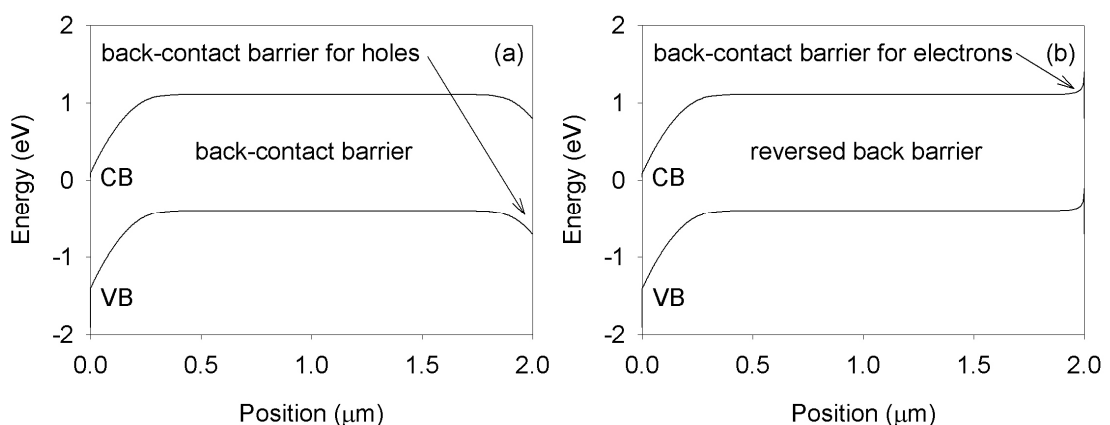 2
back-contact barrier for holes
(a)
1
back-contact barrier
0
CB
-1
VB
-2
0.0 0.5 1.0 1.5 2.0
Energy (eV)
Position (μm)
2
back-contact barrier for electrons
(b)
1
reversed back barrier
0
CB
-1
VB
-2
0.0 0.5 1.0 1.5 2.0
Energy (eV)
Position (μm)